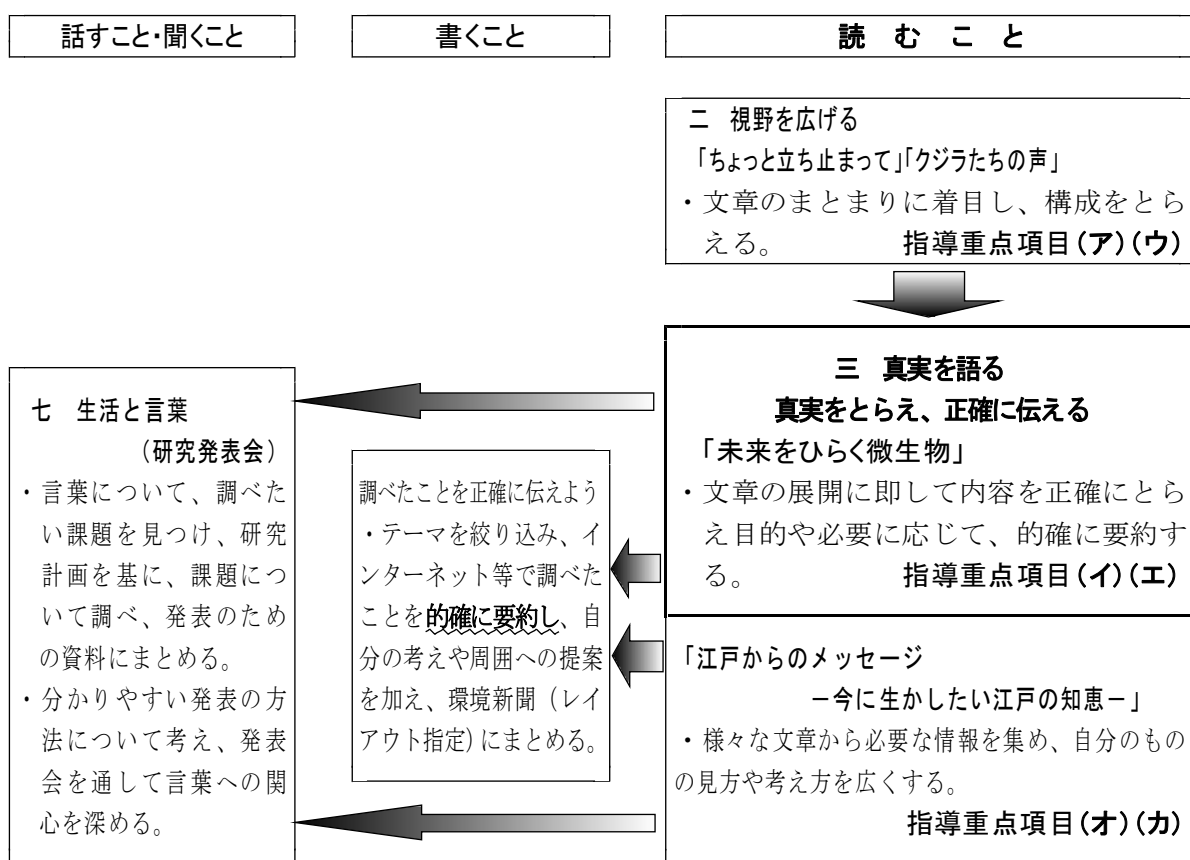 話すこと・聞くこと
書くこと
読むこと
二 視野を広げる
「ちょっと立ち止まって」「クジラたちの声」
・文章のまとまりに着目し、構成をとら
える。 指導重点項目(ア)(ウ)
三 真実を語る
真実をとらえ、正確に伝える
「未来をひらく微生物」
・文章の展開に即して内容を正確にとら
え目的や必要に応じて、的確に要約す
る。 指導重点項目(イ)(エ)
「江戸からのメッセージ
－今に生かしたい江戸の知恵－」
・様々な文章から必要な情報を集め、自分のもの
の見方や考え方を広くする。
指導重点項目(オ)(カ)
調べたことを正確に伝えよう
・テーマを絞り込み、イ
ンターネット等で調べた
ことを的確に要約し、自
分の考えや周囲への提案
を加え、環境新聞（レイ
アウト指定）にまとめる。
七 生活と言葉
（研究発表会）
・言葉について、調べた
い課題を見つけ、研究
計画を基に、課題につ
いて調べ、発表のため
の資料にまとめる。
・分かりやすい発表の方
法について考え、発表
会を通して言葉への関
心を深める。